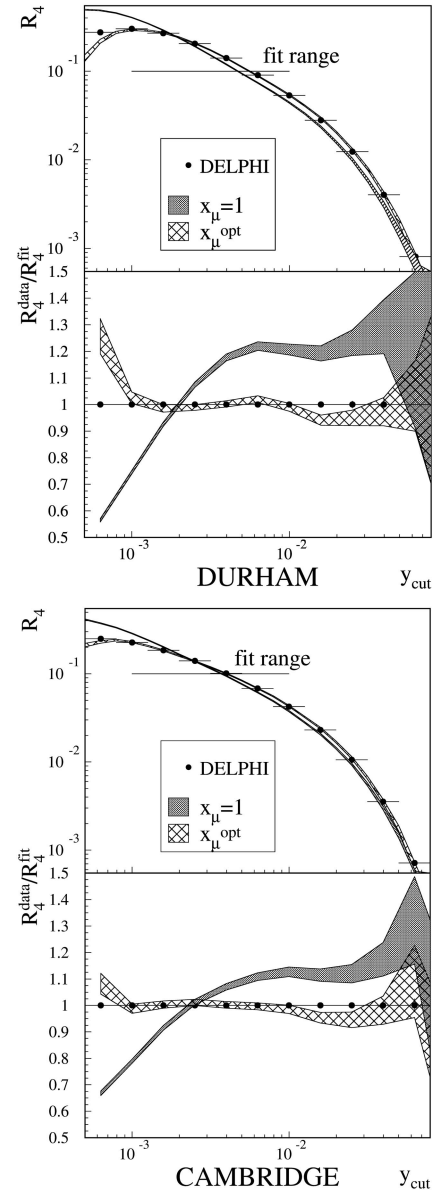 R₄
10⁻¹
10⁻²
10⁻³
fit range
DELPHI
xμ=1
xμᵒᵖᵗ
R₄ᵈᵃᵗᵃ/R₄ᶠⁱᵗ
1.5
1.4
1.3
1.2
1.1
1
0.9
0.8
0.7
0.6
0.5
10⁻³ 10⁻²
DURHAM y_cut
R₄
10⁻¹
10⁻²
10⁻³
fit range
DELPHI
xμ=1
xμᵒᵖᵗ
R₄ᵈᵃᵗᵃ/R₄ᶠⁱᵗ
1.5
1.4
1.3
1.2
1.1
1
0.9
0.8
0.7
0.6
0.5
10⁻³ 10⁻²
CAMBRIDGE y_cut